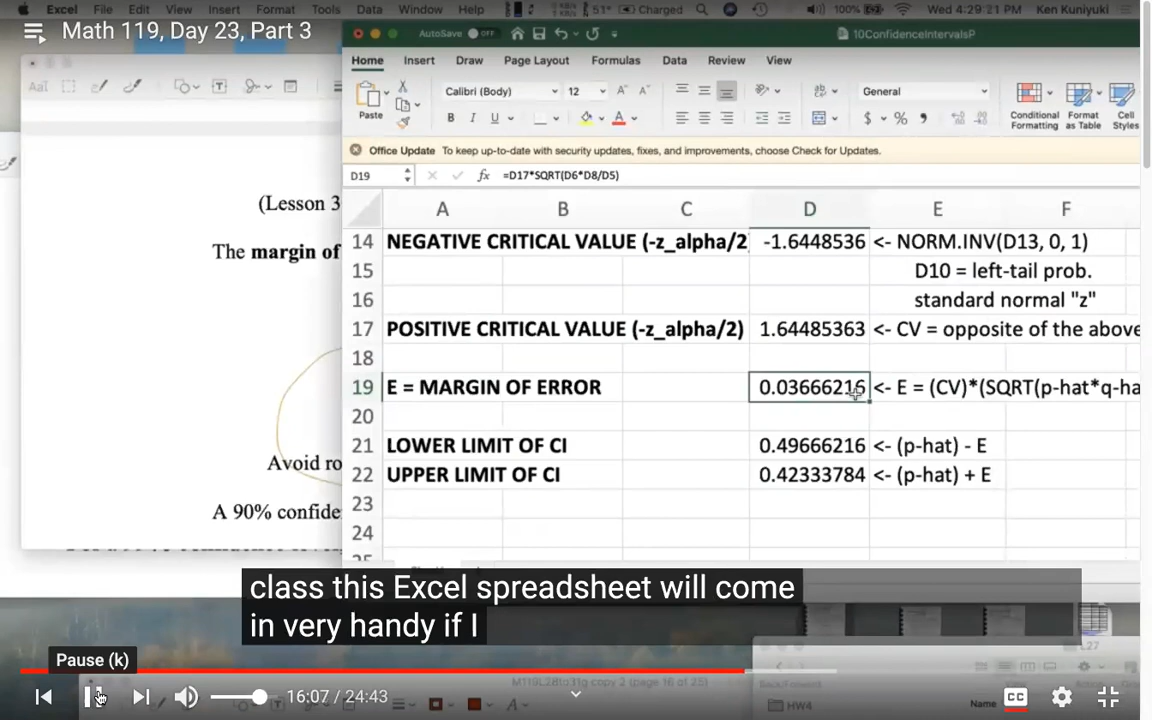 Excel File Edit View Insert Format Tools Data Window Help 51° Charged 100% Wed 4:29:21 PM Ken Kuniyuki
Math 119, Day 23, Part 3
AutoSave OFF 10ConfidenceIntervalsP
Home Insert Draw Page Layout Formulas Data Review View
Paste Calibri (Body) 12 A A General
B I U A $ % Conditional Formatting Format as Table Cell Styles
Office Update To keep up-to-date with security updates, fixes, and improvements, choose Check for Updates.
D19 fx =D17*SQRT(D6*D8/D5)
A B C D E F
14 NEGATIVE CRITICAL VALUE (-z_alpha/2 -1.6448536 <- NORM.INV(D13, 0, 1)
15 D10 = left-tail prob.
16 standard normal "z"
17 POSITIVE CRITICAL VALUE (-z_alpha/2) 1.64485363 <- CV = opposite of the above
18
19 E = MARGIN OF ERROR 0.03666216 <- E = (CV)*(SQRT(p-hat*q-ha
20
21 LOWER LIMIT OF CI 0.49666216 <- (p-hat) - E
22 UPPER LIMIT OF CI 0.42333784 <- (p-hat) + E
23
24
(Lesson 3
The margin of
Avoid ro
A 90% confide
class this Excel spreadsheet will come
in very handy if I
Pause (k)
16:07 / 24:43
CC
Name
HW4